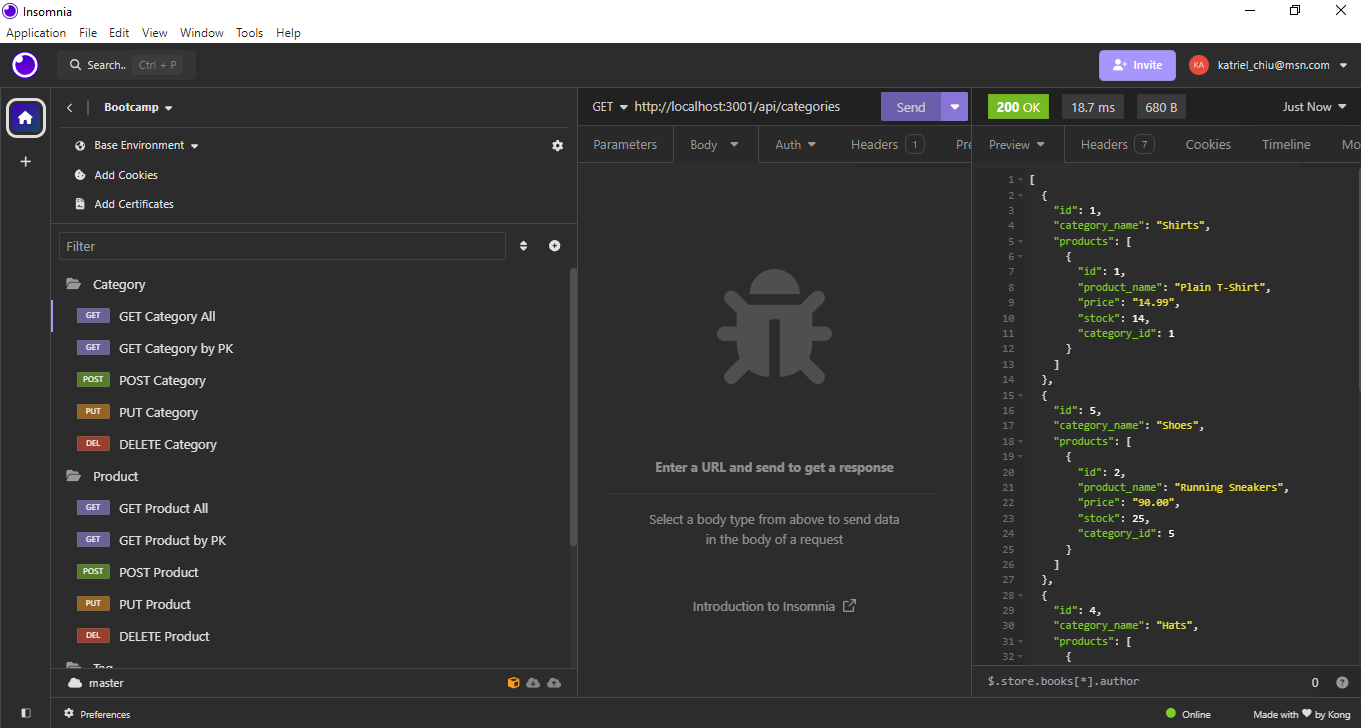 Insomnia
Application File Edit View Window Tools Help
Search.. Ctrl + P
Invite
KA katriel_chiu@msn.com
Bootcamp
Base Environment
Add Cookies
Add Certificates
Filter
Category
GET GET Category All
GET GET Category by PK
POST POST Category
PUT PUT Category
DEL DELETE Category
Product
GET GET Product All
GET GET Product by PK
POST POST Product
PUT PUT Product
DEL DELETE Product
Tag
master
Preferences
GET http://localhost:3001/api/categories Send
Parameters Body Auth Headers 1 Pre
Enter a URL and send to get a response
Select a body type from above to send data
in the body of a request
Introduction to Insomnia
200 OK 18.7 ms 680 B Just Now
Preview Headers 7 Cookies Timeline Mo
1 [
2 {
3 "id": 1,
4 "category_name": "Shirts",
5 "products": [
6 {
7 "id": 1,
8 "product_name": "Plain T-Shirt",
9 "price": "14.99",
10 "stock": 14,
11 "category_id": 1
12 }
13 ]
14 },
15 {
16 "id": 5,
17 "category_name": "Shoes",
18 "products": [
19 {
20 "id": 2,
21 "product_name": "Running Sneakers",
22 "price": "90.00",
23 "stock": 25,
24 "category_id": 5
25 }
26 ]
27 },
28 {
29 "id": 4,
30 "category_name": "Hats",
31 "products": [
32 {
$.store.books[*].author 0 ?
Online Made with ❤ by Kong